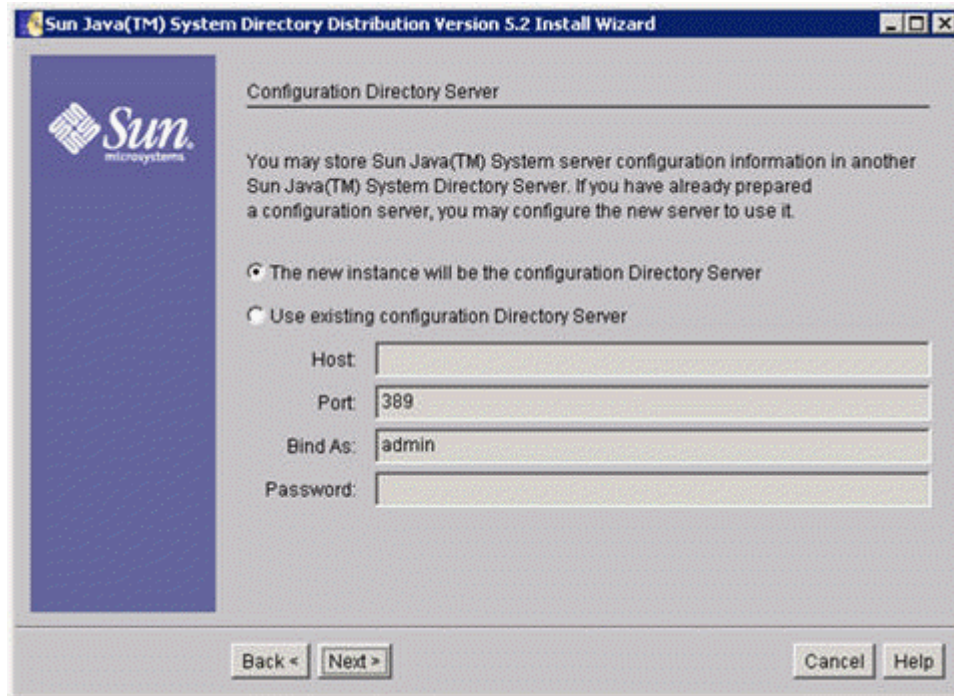 Sun Java(TM) System Directory Distribution Version 5.2 Install Wizard
Sun
microsystems
Configuration Directory Server
You may store Sun Java(TM) System server configuration information in another
Sun Java(TM) System Directory Server. If you have already prepared
a configuration server, you may configure the new server to use it.
The new instance will be the configuration Directory Server
Use existing configuration Directory Server
Host:
Port: 389
Bind As: admin
Password:
Back < Next > Cancel Help